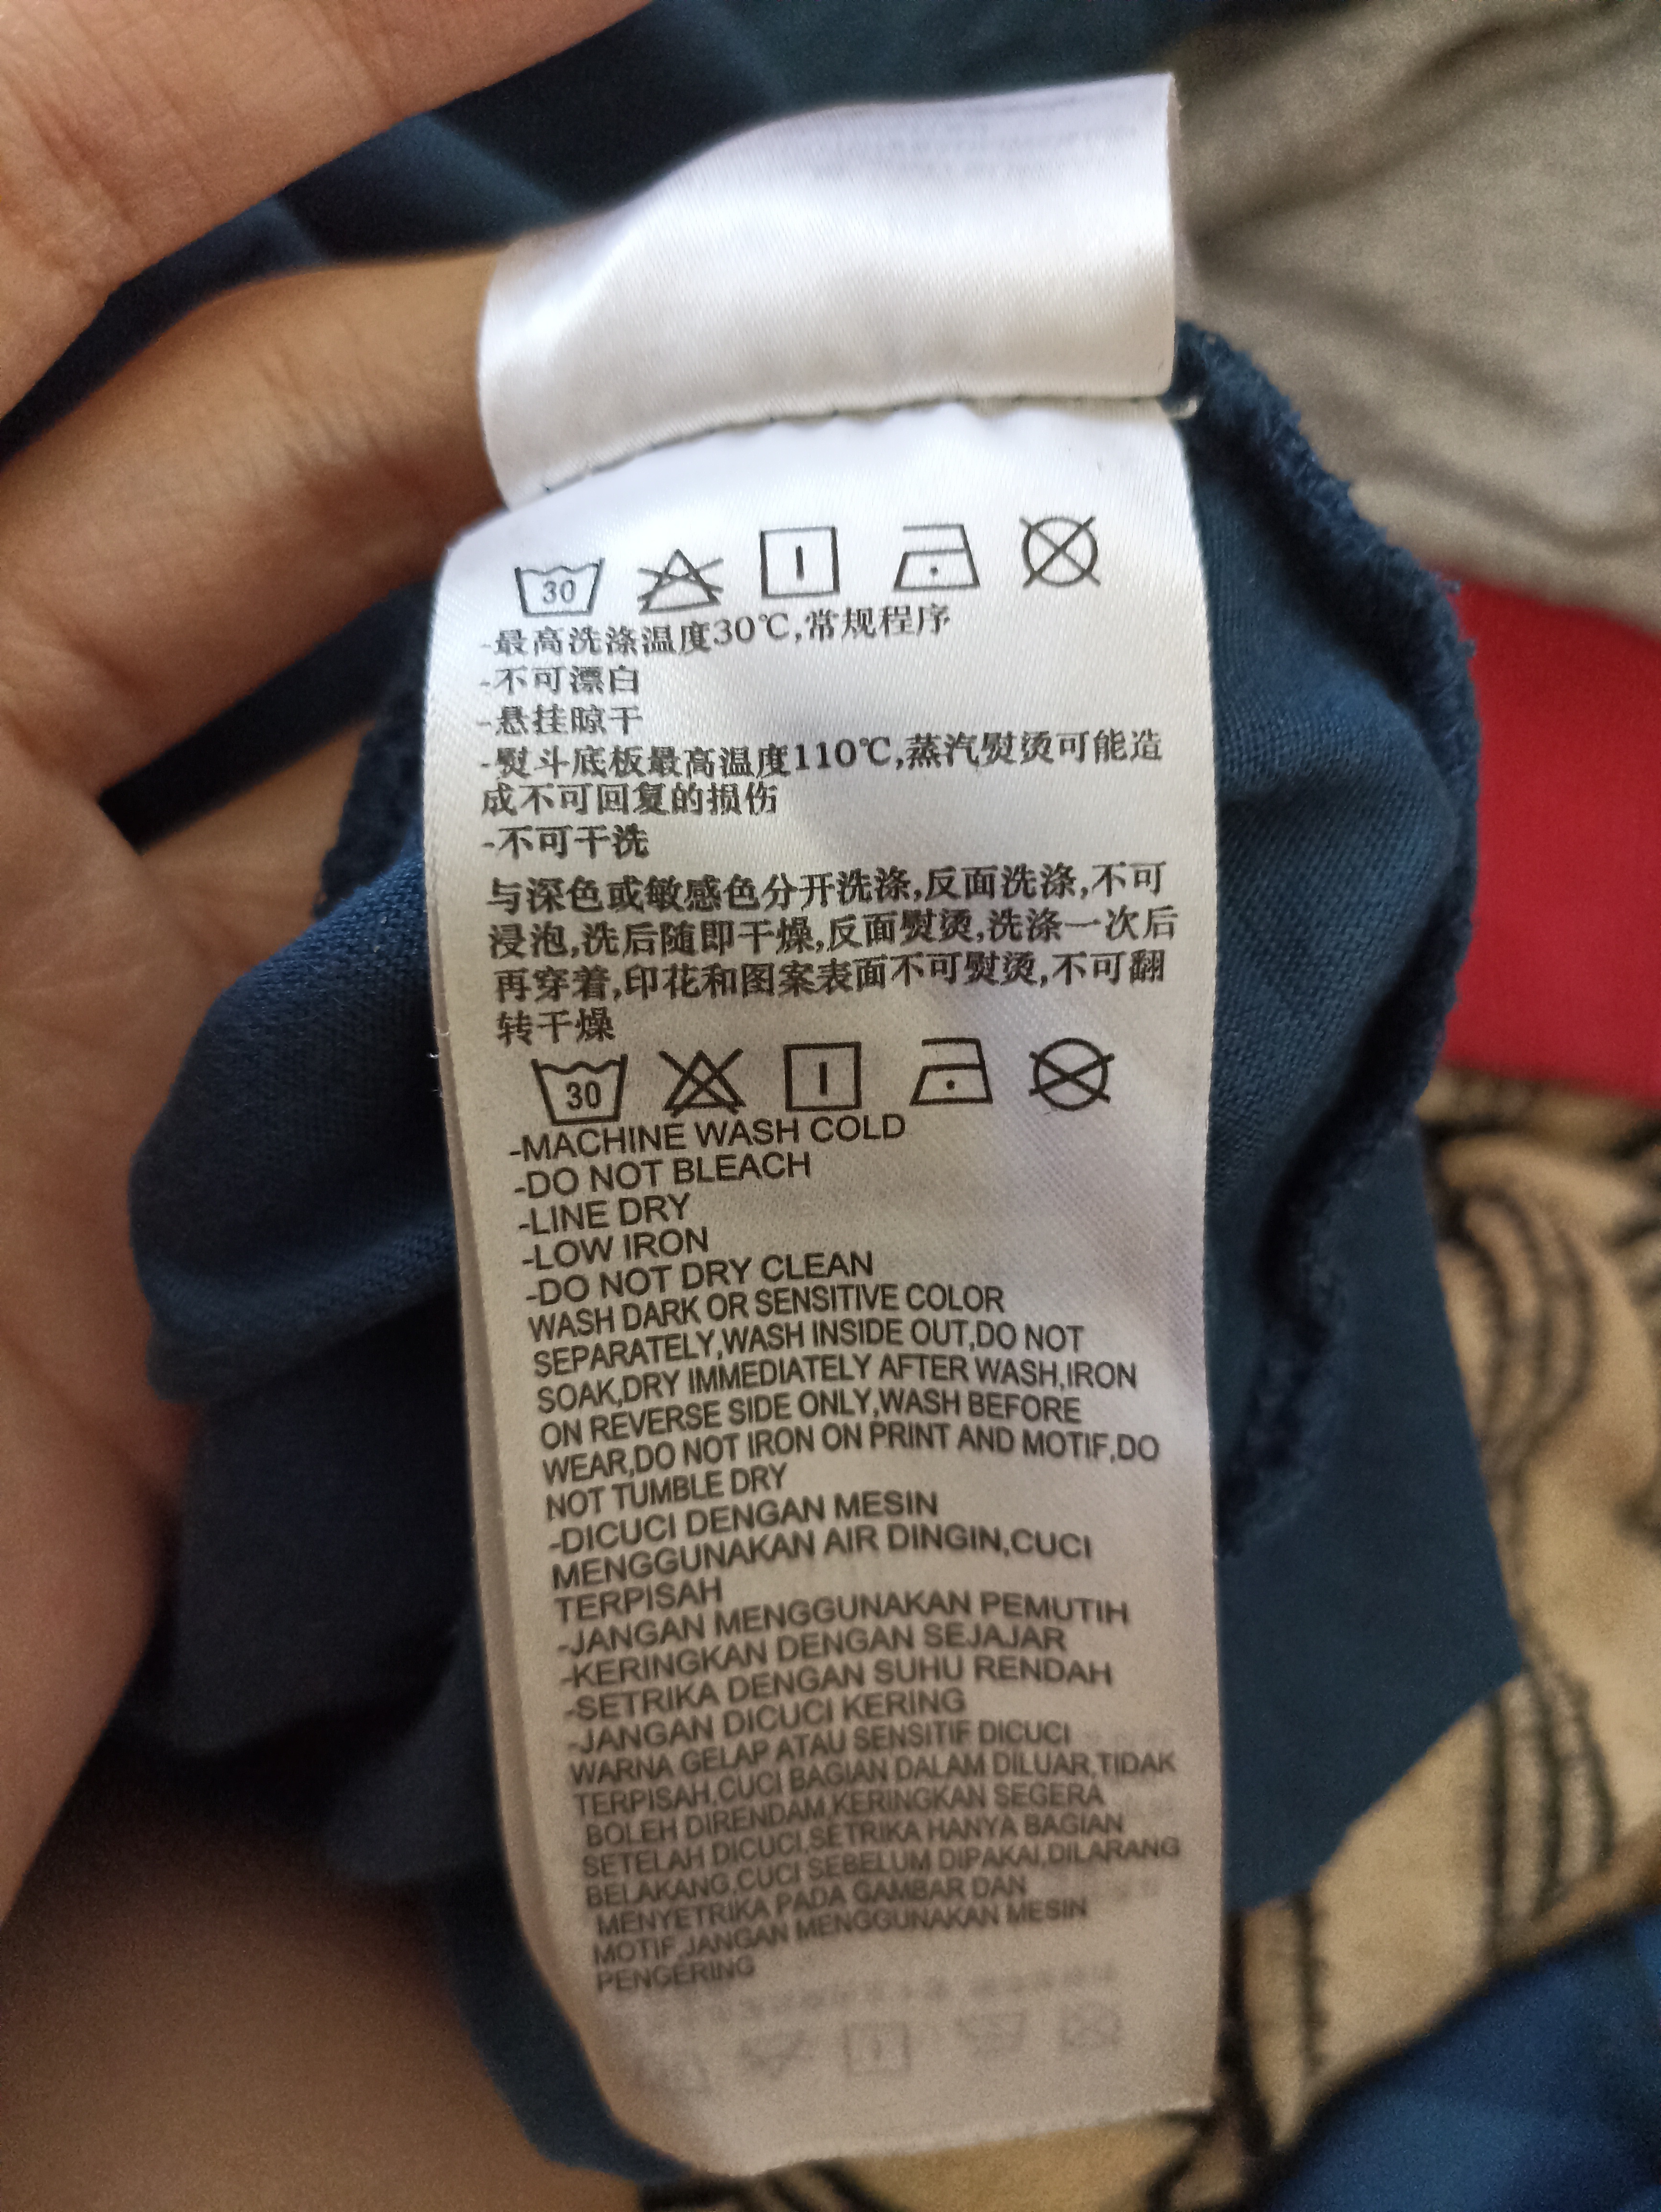 30
-最高洗涤温度30℃,常规程序
-不可漂白
-悬挂晾干
-熨斗底板最高温度110℃,蒸汽熨烫可能造
成不可回复的损伤
-不可干洗
与深色或敏感色分开洗涤,反面洗涤,不可
浸泡,洗后随即干燥,反面熨烫,洗涤一次后
再穿着,印花和图案表面不可熨烫,不可翻
转干燥
30
-MACHINE WASH COLD
-DO NOT BLEACH
-LINE DRY
-LOW IRON
-DO NOT DRY CLEAN
WASH DARK OR SENSITIVE COLOR
SEPARATELY,WASH INSIDE OUT,DO NOT
SOAK,DRY IMMEDIATELY AFTER WASH,IRON
ON REVERSE SIDE ONLY,WASH BEFORE
WEAR,DO NOT IRON ON PRINT AND MOTIF,DO
NOT TUMBLE DRY
-DICUCI DENGAN MESIN
MENGGUNAKAN AIR DINGIN,CUCI
TERPISAH
-JANGAN MENGGUNAKAN PEMUTIH
-KERINGKAN DENGAN SEJAJAR
-SETRIKA DENGAN SUHU RENDAH
-JANGAN DICUCI KERING
WARNA GELAP ATAU SENSITIF DICUCI
TERPISAH,CUCI BAGIAN DALAM DILUAR,TIDAK
BOLEH DIRENDAM,KERINGKAN SEGERA
SETELAH DICUCI,SETRIKA HANYA BAGIAN
BELAKANG,CUCI SEBELUM DIPAKAI,DILARANG
MENYETRIKA PADA GAMBAR DAN
MOTIF,JANGAN MENGGUNAKAN MESIN
PENGERING